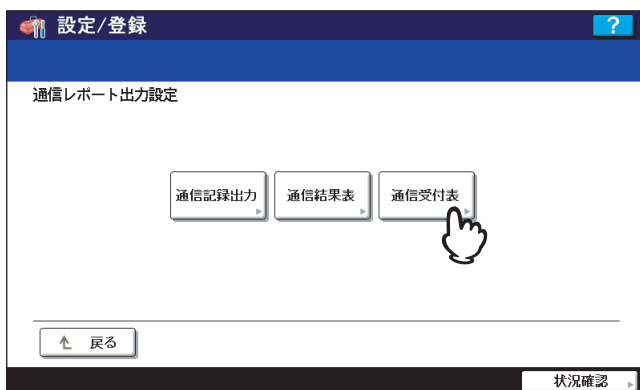 設定/登録
?
通信レポート出力設定
通信記録出力
通信結果表
通信受付表
戻る
状況確認